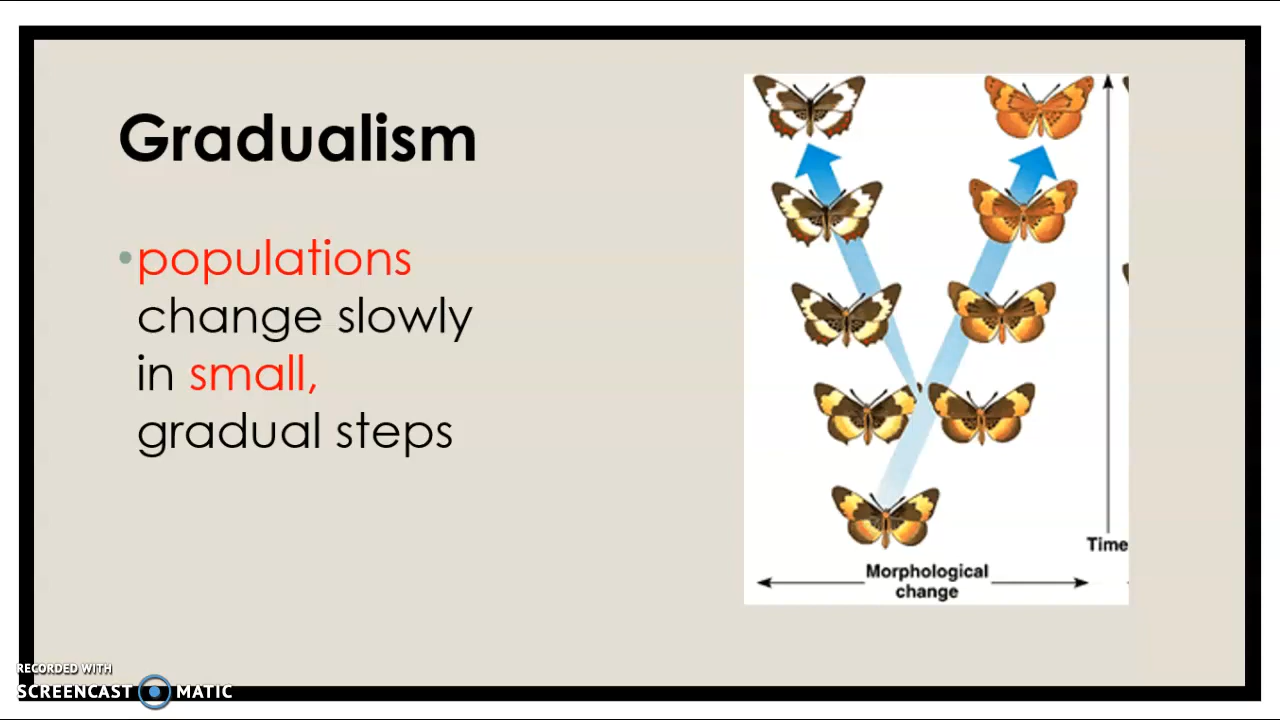 Gradualism
•populations
change slowly
in small,
gradual steps
Time
Morphological
change
RECORDED WITH
SCREENCAST MATIC